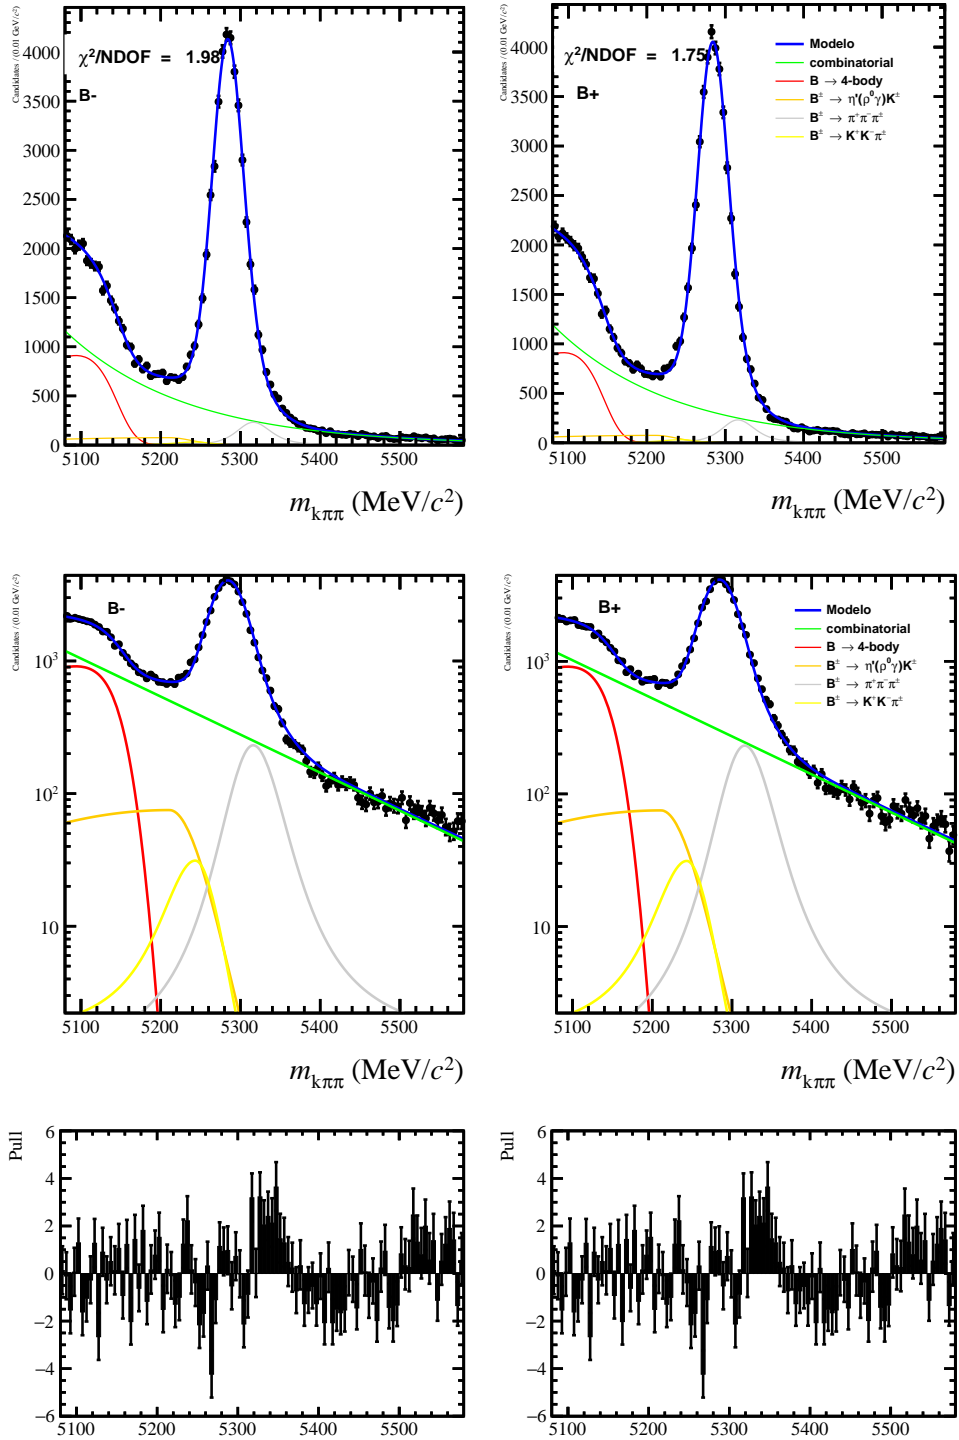 Candidates / (0.01 GeV/c²)
χ²/NDOF = 1.98
B-
4000
3500
3000
2500
2000
1500
1000
500
0
5100 5200 5300 5400 5500
m_kππ (MeV/c²)
Candidates / (0.01 GeV/c²)
χ²/NDOF = 1.75
B+
Modelo
combinatorial
B → 4-body
B± → η'(ρ⁰γ)K±
B± → π⁺π⁻π±
B± → K⁺K⁻π±
4000
3500
3000
2500
2000
1500
1000
500
0
5100 5200 5300 5400 5500
m_kππ (MeV/c²)
Candidates / (0.01 GeV/c²)
B-
10³
10²
10
5100 5200 5300 5400 5500
m_kππ (MeV/c²)
Candidates / (0.01 GeV/c²)
B+
Modelo
combinatorial
B → 4-body
B± → η'(ρ⁰γ)K±
B± → π⁺π⁻π±
B± → K⁺K⁻π±
10³
10²
10
5100 5200 5300 5400 5500
m_kππ (MeV/c²)
Pull
6
4
2
0
−2
−4
−6
5100 5200 5300 5400 5500
Pull
6
4
2
0
−2
−4
−6
5100 5200 5300 5400 5500